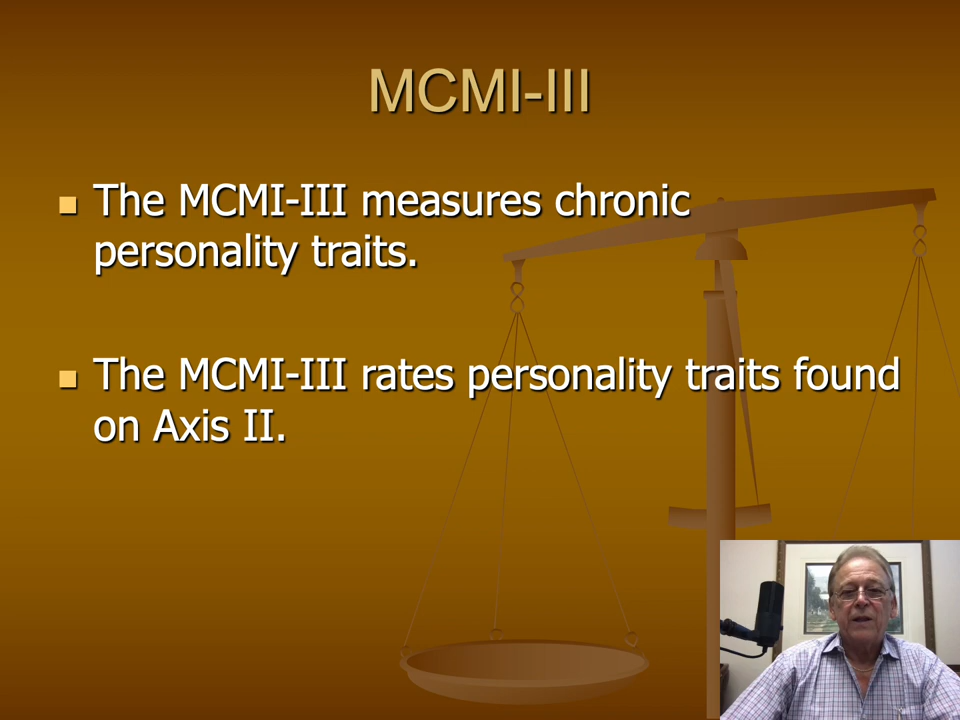 MCMI-III
The MCMI-III measures chronic
personality traits.
The MCMI-III rates personality traits found
on Axis II.